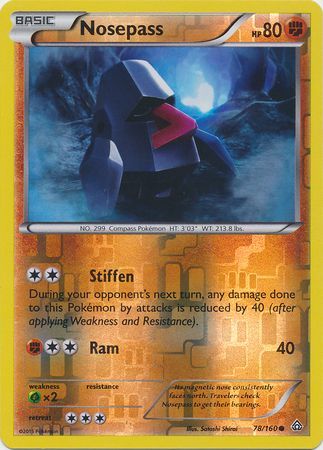 BASIC
Nosepass
HP 80
NO. 299 Compass Pokémon HT: 3'03" WT: 213.8 lbs.
Stiffen
During your opponent's next turn, any damage done
to this Pokémon by attacks is reduced by 40 (after
applying Weakness and Resistance).
Ram 40
weakness resistance
×2
retreat
Its magnetic nose consistently
faces north. Travelers check
Nosepass to get their bearings.
©2015 Pokémon
Illus. Satoshi Shirai
78/160